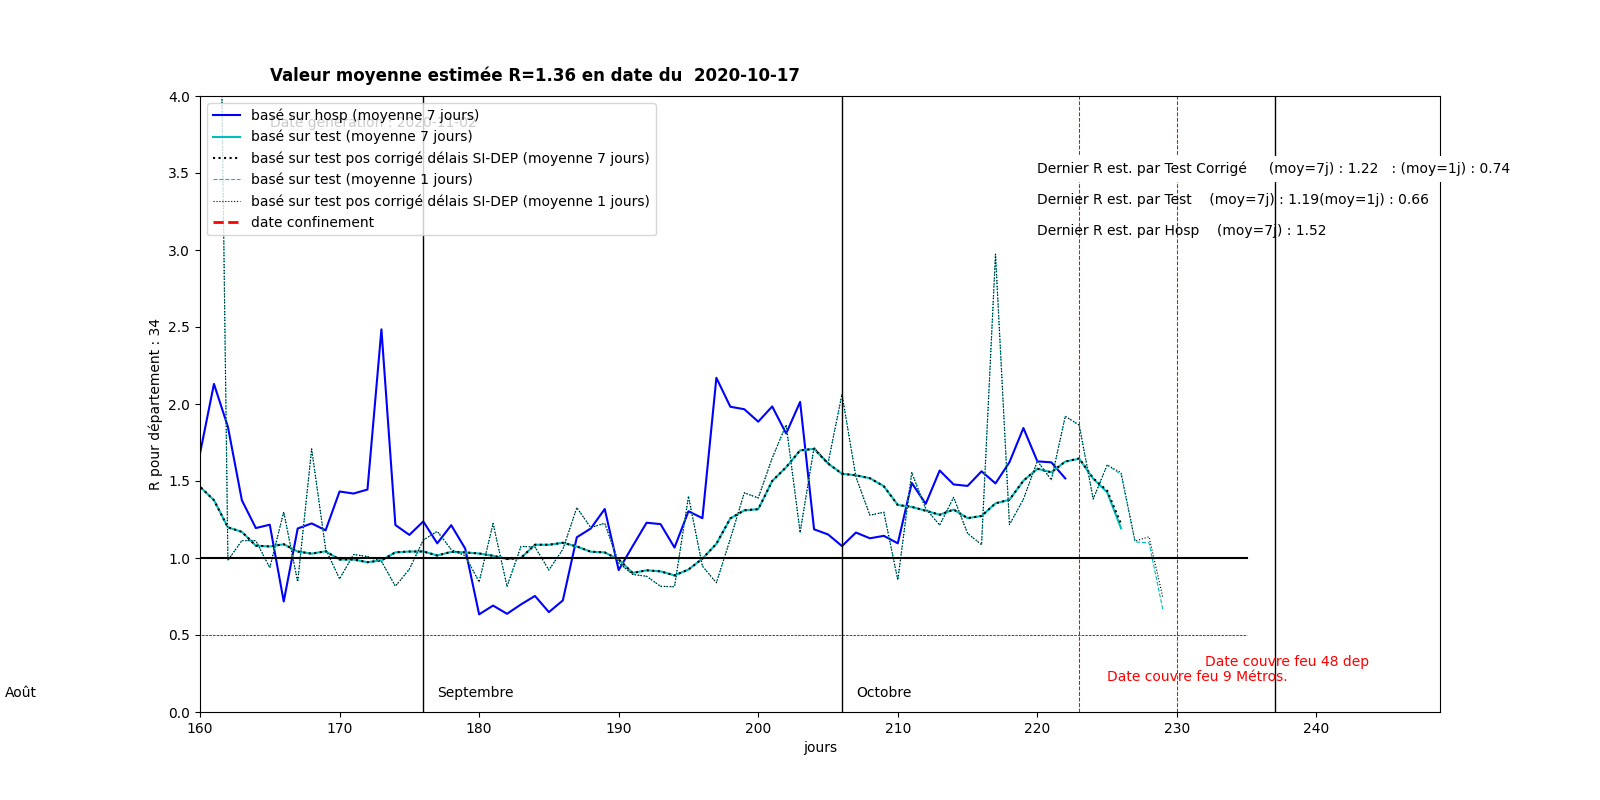 Valeur moyenne estimée R=1.36 en date du  2020-10-17
4.0
3.5
3.0
2.5
2.0
1.5
1.0
0.5
0.0
R pour département : 34
basé sur hosp (moyenne 7 jours)
Date génération : 2020-11-02
basé sur test (moyenne 7 jours)
basé sur test pos corrigé délais SI-DEP (moyenne 7 jours)
basé sur test (moyenne 1 jours)
basé sur test pos corrigé délais SI-DEP (moyenne 1 jours)
date confinement
Dernier R est. par Test Corrigé     (moy=7j) : 1.22   : (moy=1j) : 0.74
Dernier R est. par Test    (moy=7j) : 1.19(moy=1j) : 0.66
Dernier R est. par Hosp    (moy=7j) : 1.52
Date couvre feu 48 dep
Date couvre feu 9 Métros.
Août
Septembre
Octobre
160 170 180 190 200 210 220 230 240
jours